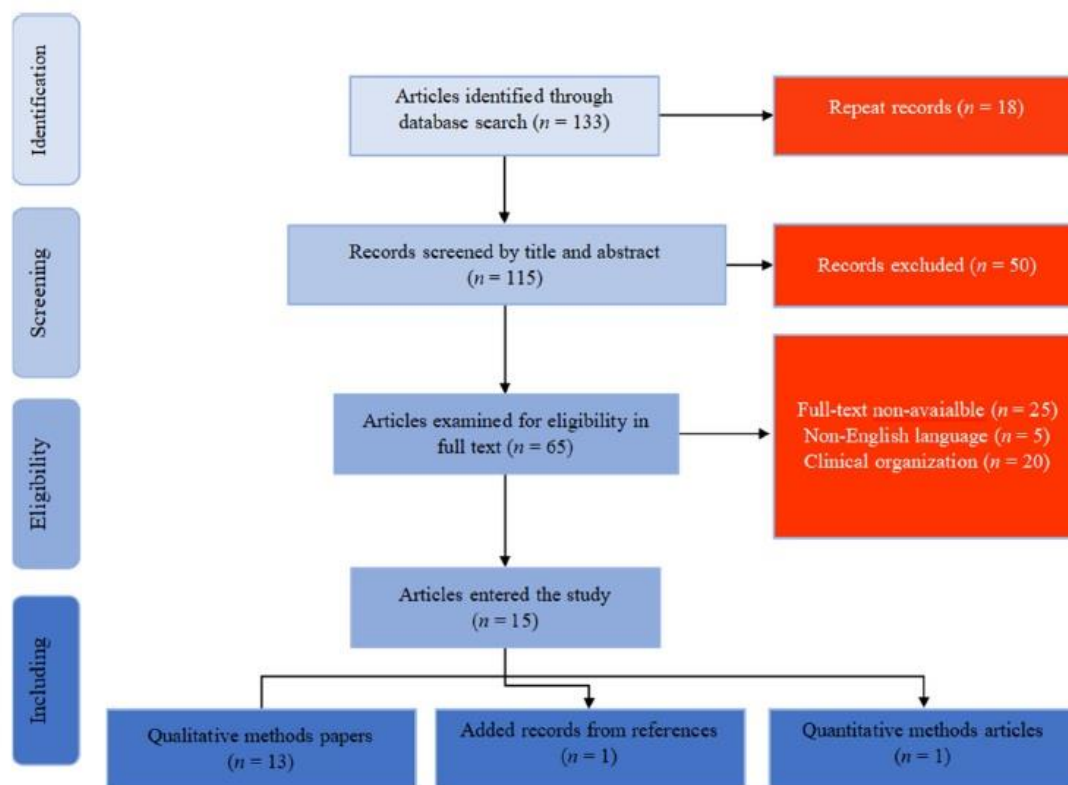 Identification
Articles identified through
database search (n = 133)
Repeat records (n = 18)
Screening
Records screened by title and abstract
(n = 115)
Records excluded (n = 50)
Eligibility
Articles examined for eligibility in
full text (n = 65)
Full-text non-avaialble (n = 25)
Non-English language (n = 5)
Clinical organization (n = 20)
Including
Articles entered the study
(n = 15)
Qualitative methods papers
(n = 13)
Added records from references
(n = 1)
Quantitative methods articles
(n = 1)